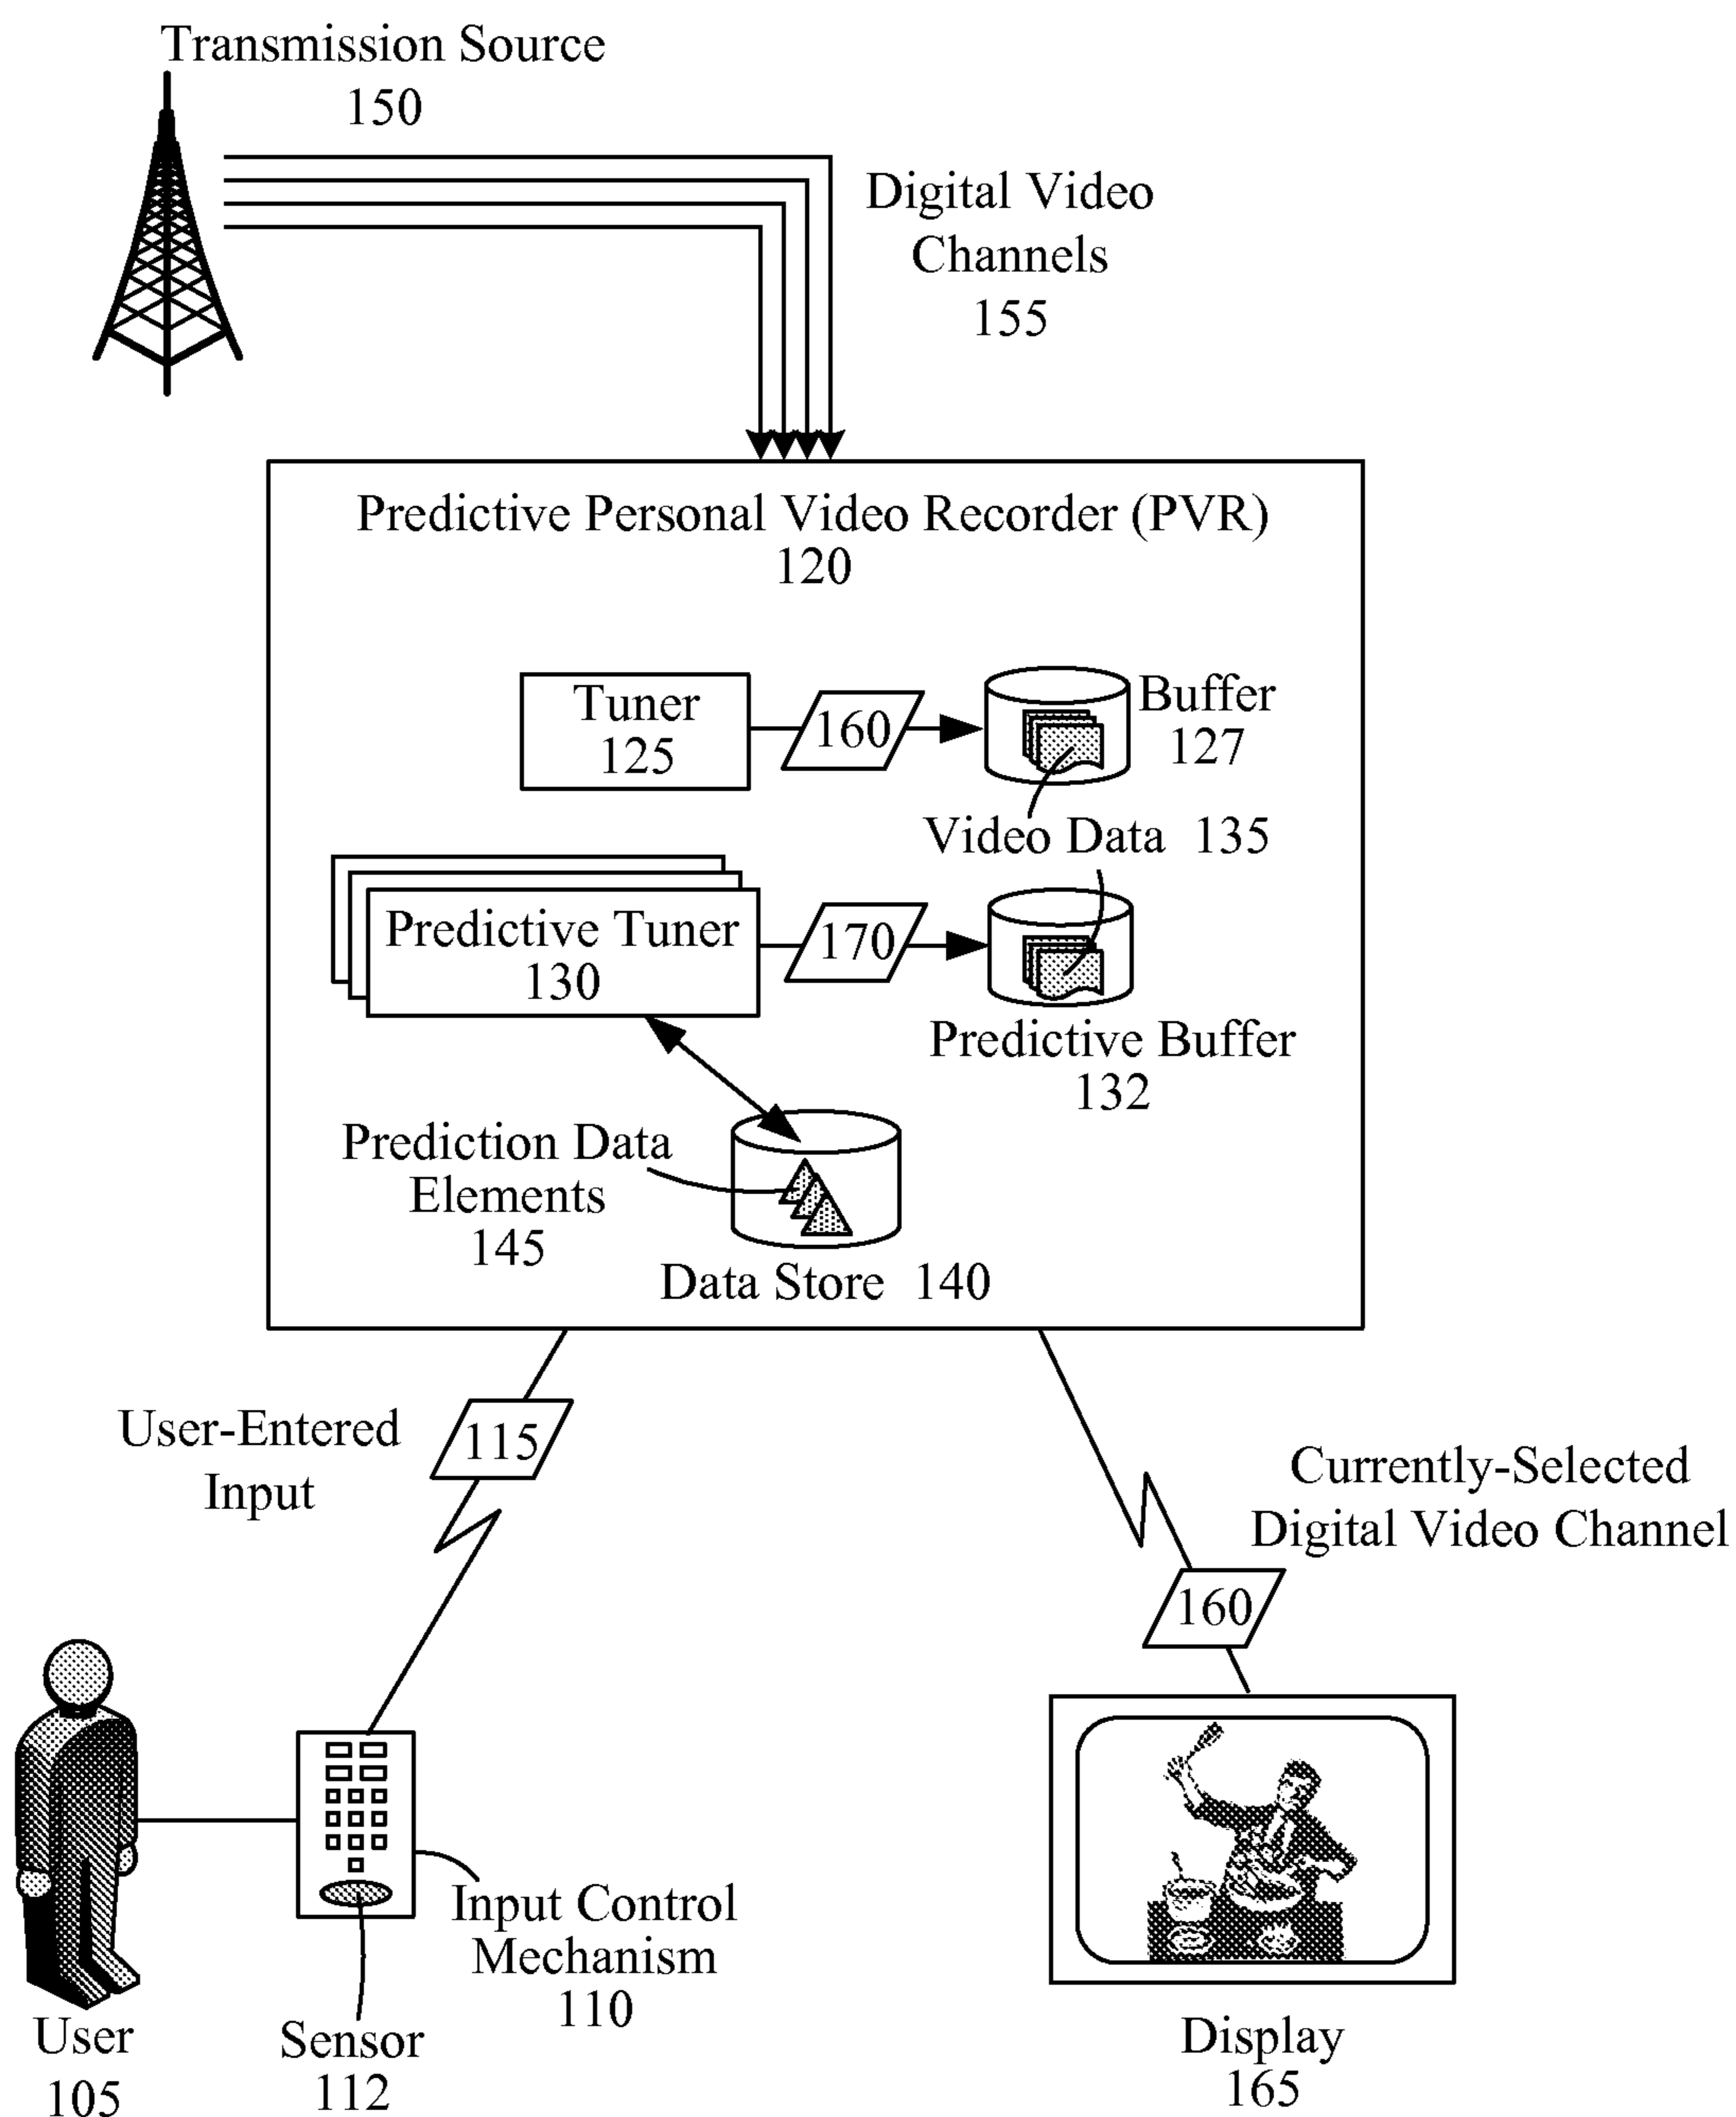 Transmission Source
150
Digital Video
Channels
155
Predictive Personal Video Recorder (PVR)
120
Tuner
125
160
Buffer
127
Video Data 135
Predictive Tuner
130
170
Predictive Buffer
132
Prediction Data
Elements
145
Data Store 140
User-Entered
Input
115
Currently-Selected
Digital Video Channel
160
Input Control
Mechanism
110
User
105
Sensor
112
Display
165